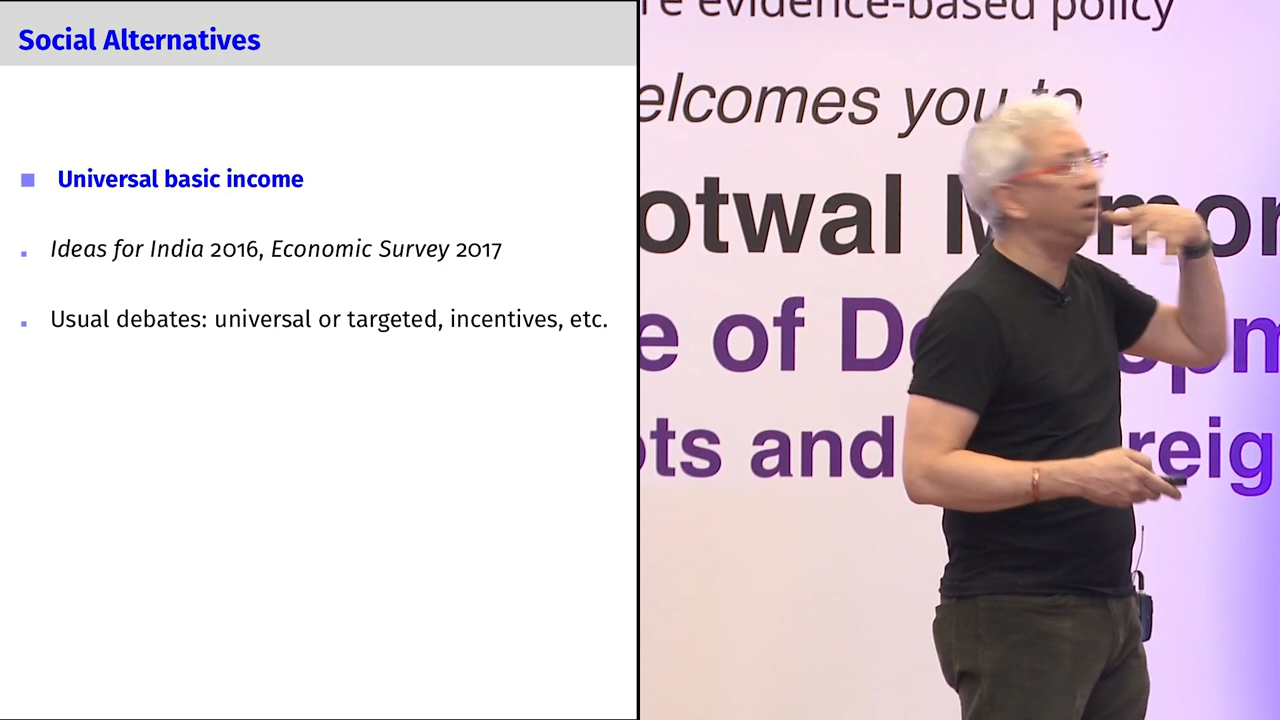 Social Alternatives
Universal basic income
Ideas for India 2016, Economic Survey 2017
Usual debates: universal or targeted, incentives, etc.
re evidence-based policy
elcomes you to
otwal
e of
ots and